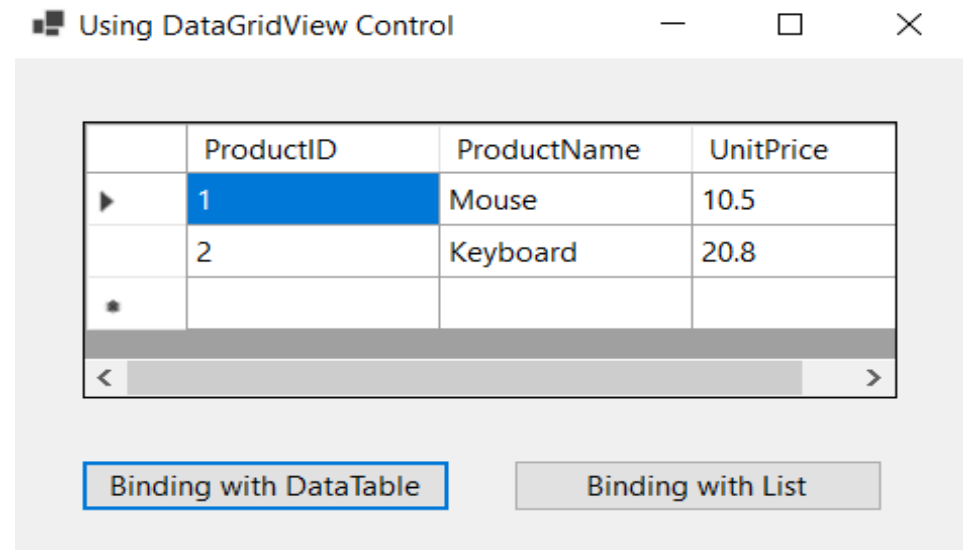 Using DataGridView Control
ProductID ProductName UnitPrice
1 Mouse 10.5
2 Keyboard 20.8
Binding with DataTable Binding with List